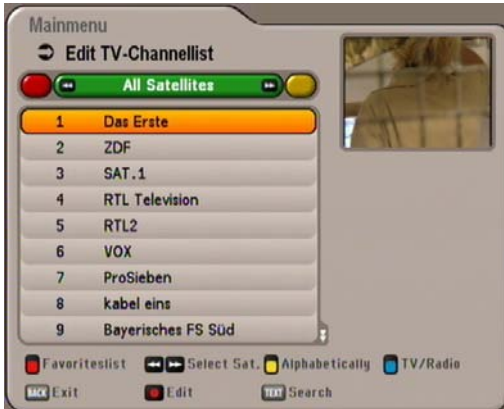 Mainmenu
Edit TV-Channellist
All Satellites
1 Das Erste
2 ZDF
3 SAT.1
4 RTL Television
5 RTL2
6 VOX
7 ProSieben
8 kabel eins
9 Bayerisches FS Süd
Favoriteslist Select Sat. Alphabetically TV/Radio
BACK Exit Edit TEXT Search